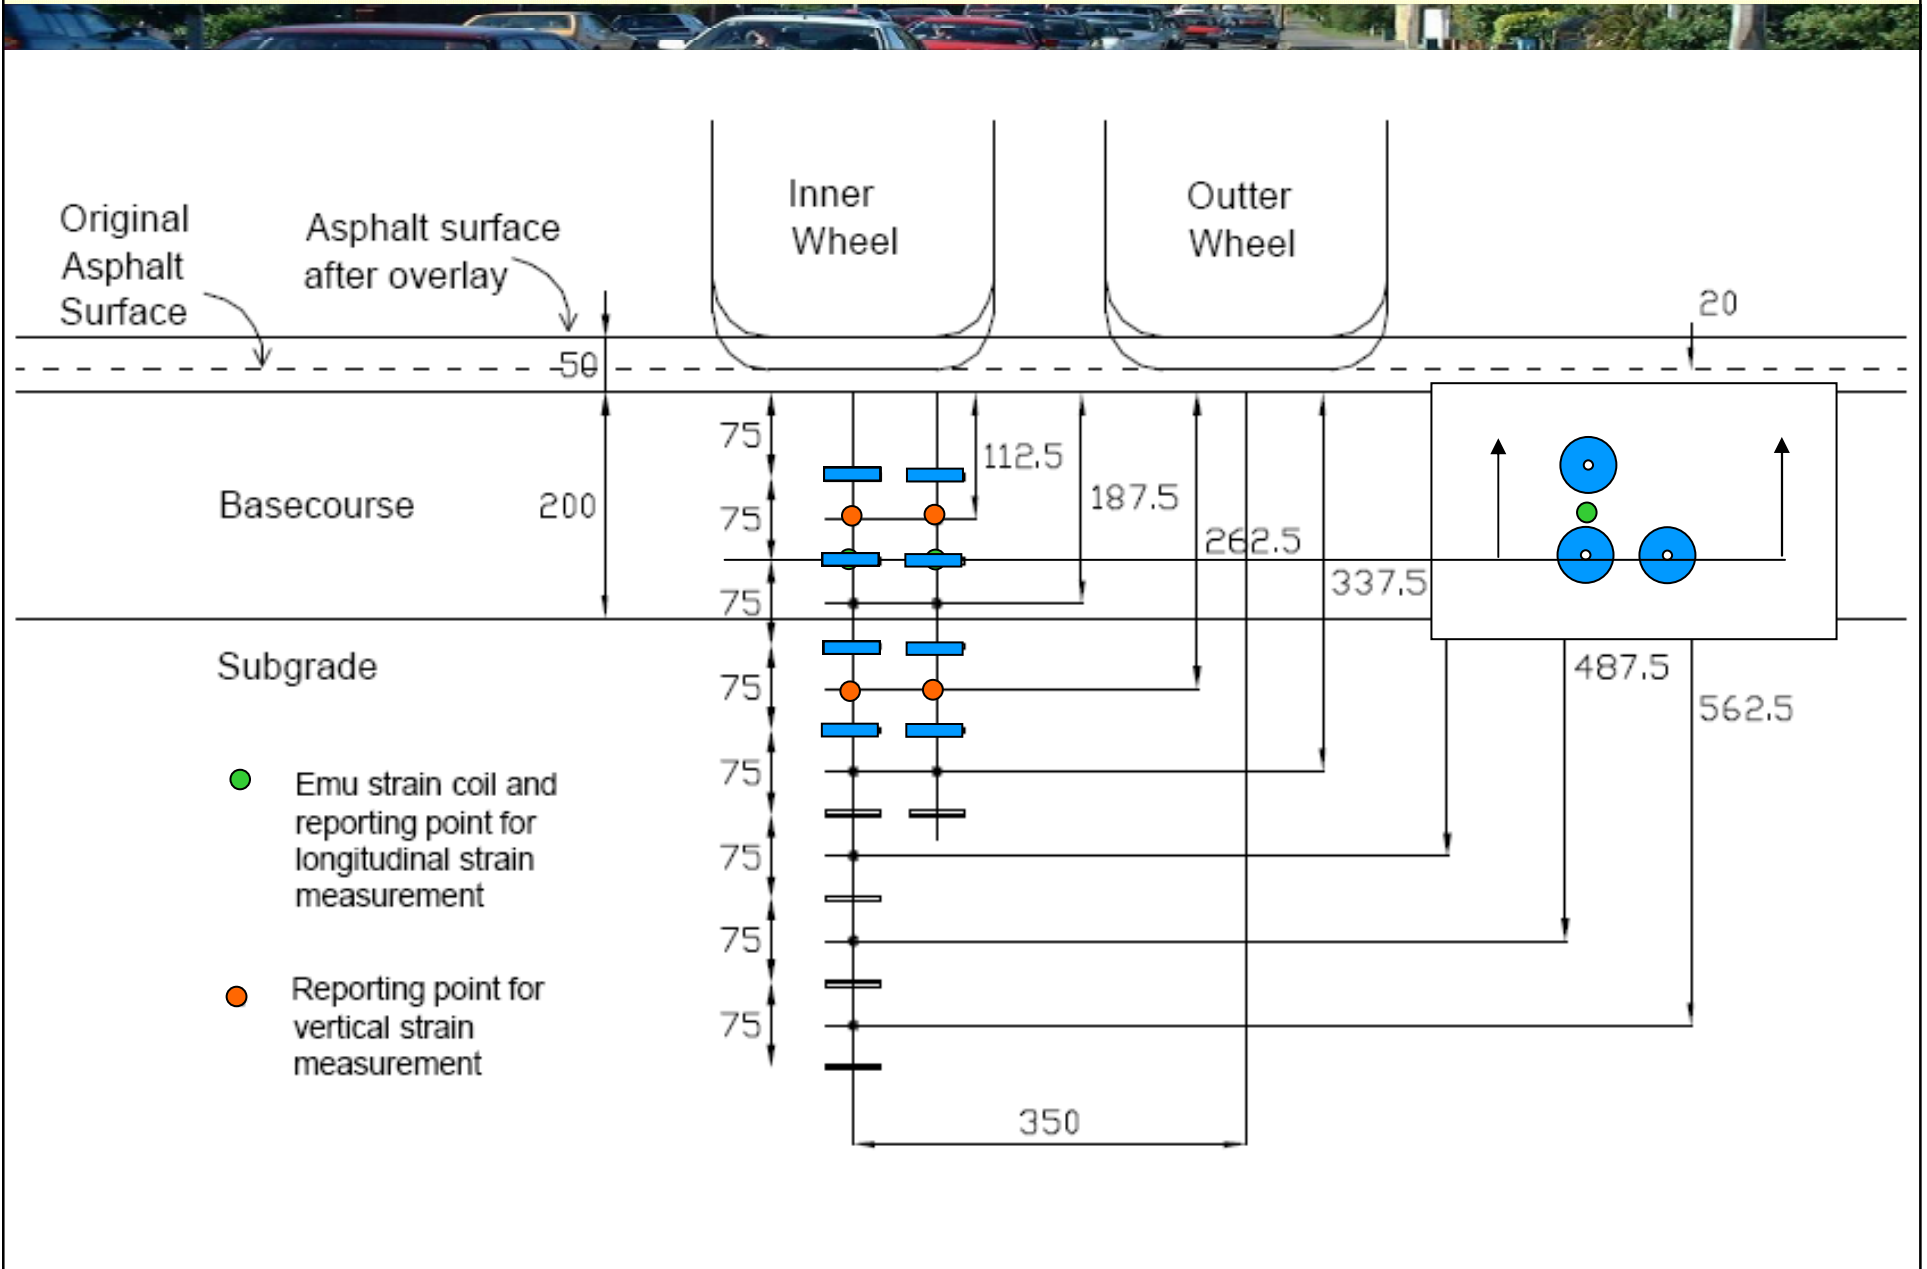 Original
Asphalt
Surface
Asphalt surface
after overlay
Inner
Wheel
Outter
Wheel
20
50
Basecourse
200
75
75
75
75
75
75
75
75
112.5
187.5
262.5
337.5
487.5
562.5
Subgrade
Emu strain coil and
reporting point for
longitudinal strain
measurement
Reporting point for
vertical strain
measurement
350